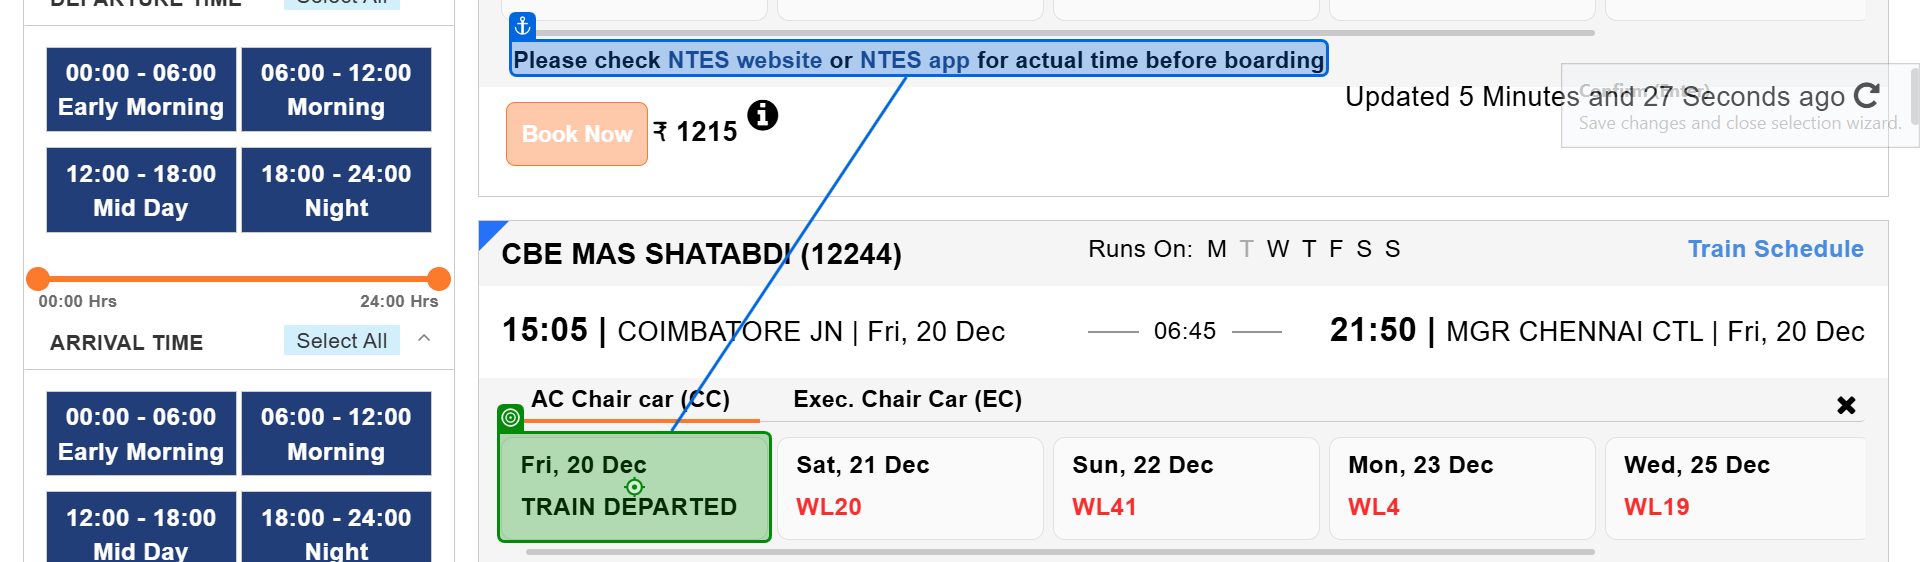 DEPARTURE TIME
Select All
00:00 - 06:00
Early Morning
06:00 - 12:00
Morning
12:00 - 18:00
Mid Day
18:00 - 24:00
Night
00:00 Hrs
24:00 Hrs
ARRIVAL TIME
Select All
00:00 - 06:00
Early Morning
06:00 - 12:00
Morning
12:00 - 18:00
Mid Day
18:00 - 24:00
Night
Please check NTES website or NTES app for actual time before boarding
Updated 5 Minutes and 27 Seconds ago
Confirm (Enter)
Save changes and close selection wizard.
Book Now
₹ 1215
CBE MAS SHATABDI (12244)
Runs On: M T W T F S S
Train Schedule
15:05 | COIMBATORE JN | Fri, 20 Dec
06:45
21:50 | MGR CHENNAI CTL | Fri, 20 Dec
AC Chair car (CC)
Exec. Chair Car (EC)
Fri, 20 Dec
TRAIN DEPARTED
Sat, 21 Dec
WL20
Sun, 22 Dec
WL41
Mon, 23 Dec
WL4
Wed, 25 Dec
WL19